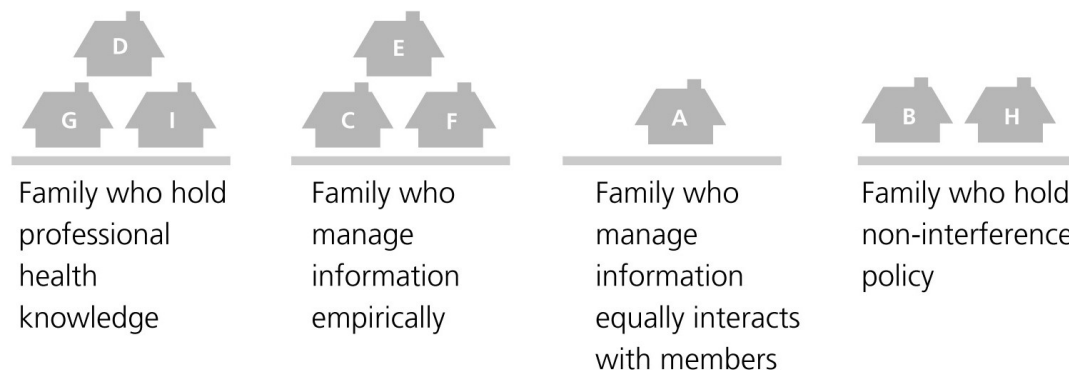 D
G I
Family who hold
professional
health
knowledge
E
C F
Family who
manage
information
empirically
A
Family who
manage
information
equally interacts
with members
B H
Family who hold
non-interference
policy